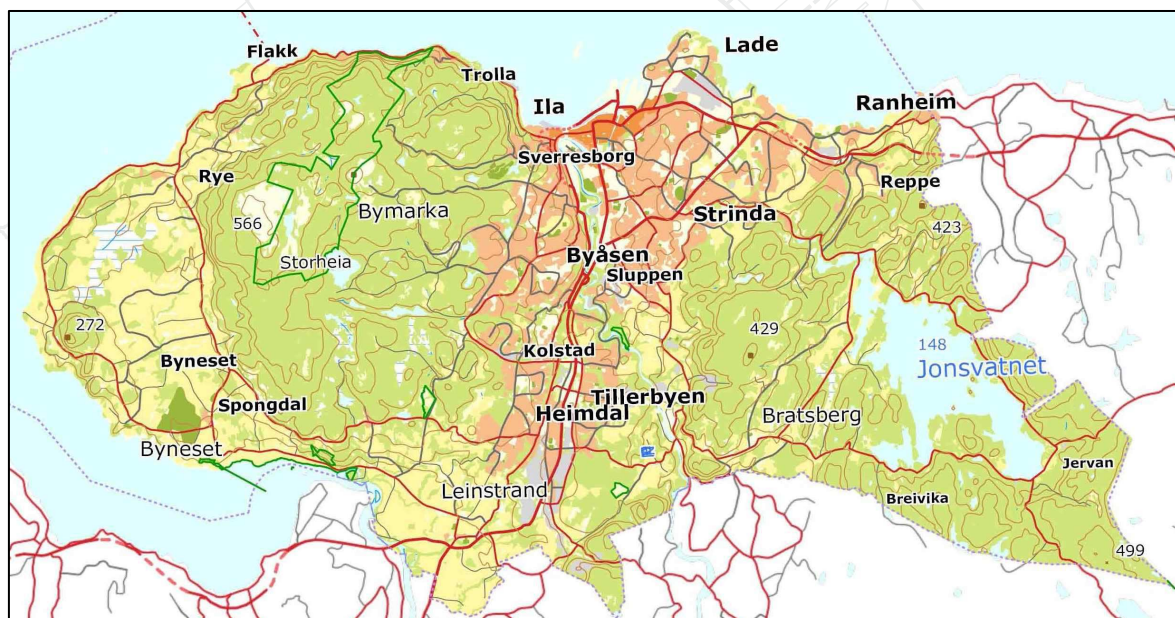 Lade
Flakk
Trolla
Ila
Ranheim
Sverresborg
Rye
Reppe
Bymarka
Strinda
566
423
Byåsen
Storheia
Sluppen
272
429
148
Kolstad
Byneset
Jonsvatnet
Tillerbyen
Spongdal
Heimdal
Bratsberg
Byneset
Jervan
Leinstrand
Breivika
499